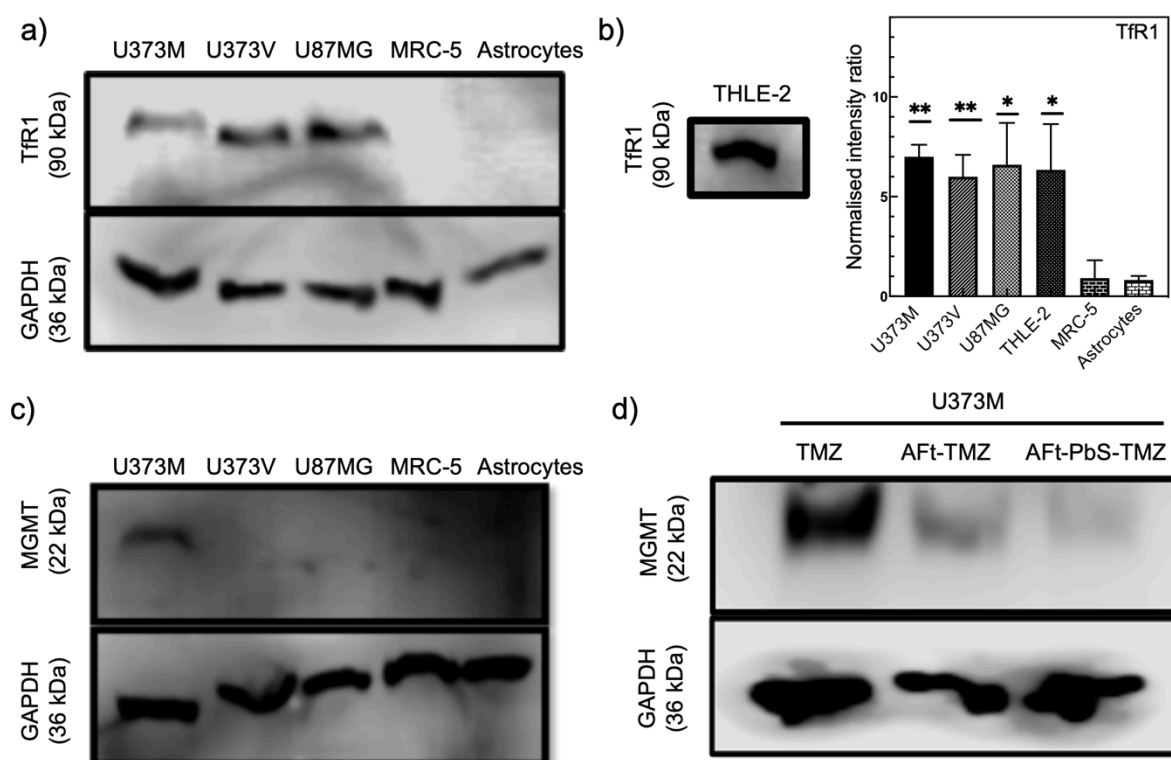 a)
U373M U373V U87MG MRC-5 Astrocytes
TfR1
(90 kDa)
GAPDH
(36 kDa)
b)
THLE-2
TfR1
(90 kDa)
TfR1
Normalised intensity ratio
10
5
0
** ** * *
U373M U373V U87MG THLE-2 MRC-5 Astrocytes
c)
U373M U373V U87MG MRC-5 Astrocytes
MGMT
(22 kDa)
GAPDH
(36 kDa)
d)
U373M
TMZ AFt-TMZ AFt-PbS-TMZ
MGMT
(22 kDa)
GAPDH
(36 kDa)